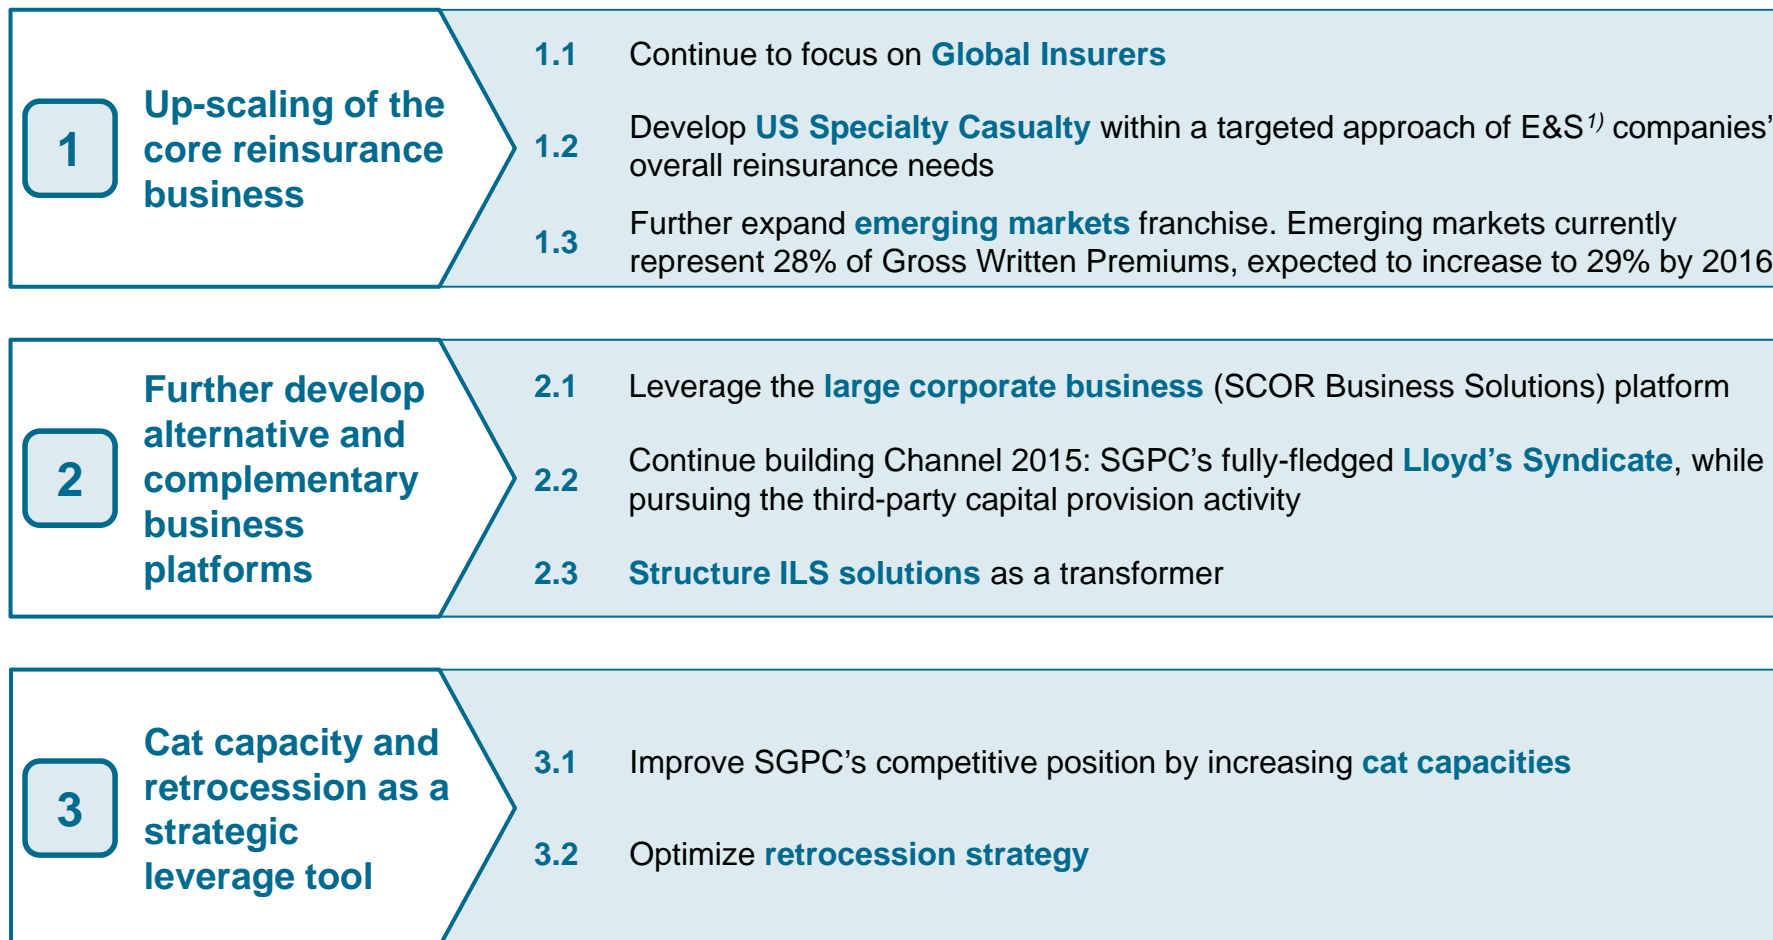 1
Up-scaling of the
core reinsurance
business
1.1 Continue to focus on Global Insurers
1.2 Develop US Specialty Casualty within a targeted approach of E&S1) companies’
overall reinsurance needs
1.3 Further expand emerging markets franchise. Emerging markets currently
represent 28% of Gross Written Premiums, expected to increase to 29% by 2016
2
Further develop
alternative and
complementary
business
platforms
2.1 Leverage the large corporate business (SCOR Business Solutions) platform
2.2 Continue building Channel 2015: SGPC’s fully-fledged Lloyd’s Syndicate, while
pursuing the third-party capital provision activity
2.3 Structure ILS solutions as a transformer
3
Cat capacity and
retrocession as a
strategic
leverage tool
3.1 Improve SGPC’s competitive position by increasing cat capacities
3.2 Optimize retrocession strategy